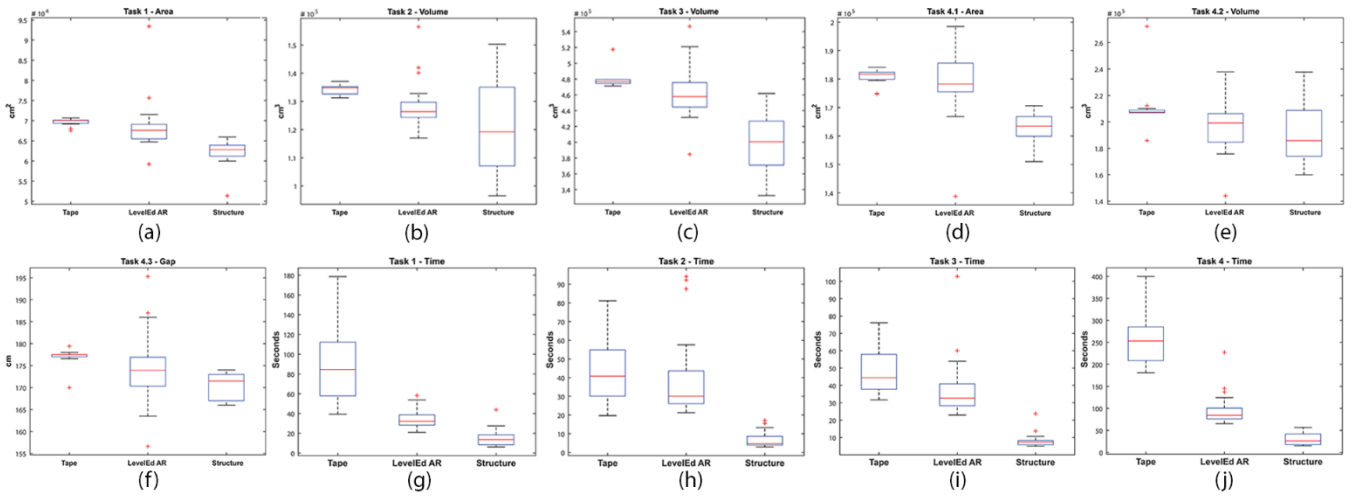 Task 1 - Area
# 10⁴
9,5
9
8,5
8
7,5
7
6,5
6
5,5
5
cm²
Tape LevelEd AR Structure
(a)
Task 2 - Volume
# 10⁵
1,5
1,4
1,3
1,2
1,1
1
cm³
Tape LevelEd AR Structure
(b)
Task 3 - Volume
# 10⁵
5,4
5,2
5
4,8
4,6
4,4
4,2
4
3,8
3,6
3,4
cm³
Tape LevelEd AR Structure
(c)
Task 4.1 - Area
# 10⁵
2
1,9
1,8
1,7
1,6
1,5
1,4
cm²
Tape LevelEd AR Structure
(d)
Task 4.2 - Volume
# 10⁵
2,6
2,4
2,2
2
1,8
1,6
1,4
cm³
Tape LevelEd AR Structure
(e)
Task 4.3 - Gap
195
190
185
180
175
170
165
160
155
cm
Tape LevelEd AR Structure
(f)
Task 1 - Time
180
160
140
120
100
80
60
40
20
0
Seconds
Tape LevelEd AR Structure
(g)
Task 2 - Time
90
80
70
60
50
40
30
20
10
0
Seconds
Tape LevelEd AR Structure
(h)
Task 3 - Time
100
90
80
70
60
50
40
30
20
10
Seconds
Tape LevelEd AR Structure
(i)
Task 4 - Time
400
350
300
250
200
150
100
50
0
Seconds
Tape LevelEd AR Structure
(j)